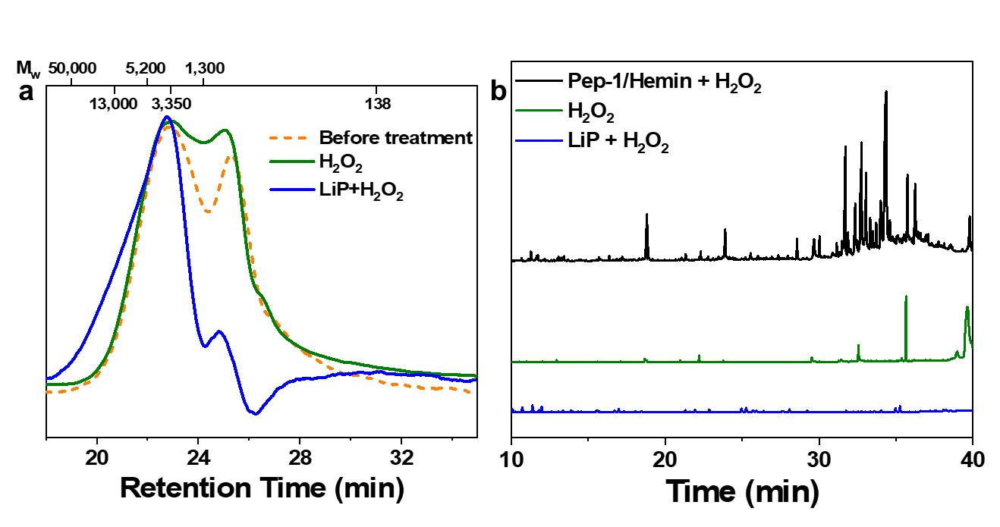 Mw 50,000 5,200 1,300
a 13,000 3,350 138
Before treatment
H2O2
LiP+H2O2
20 24 28 32
Retention Time (min)
b
Pep-1/Hemin + H2O2
H2O2
LiP + H2O2
10 20 30 40
Time (min)